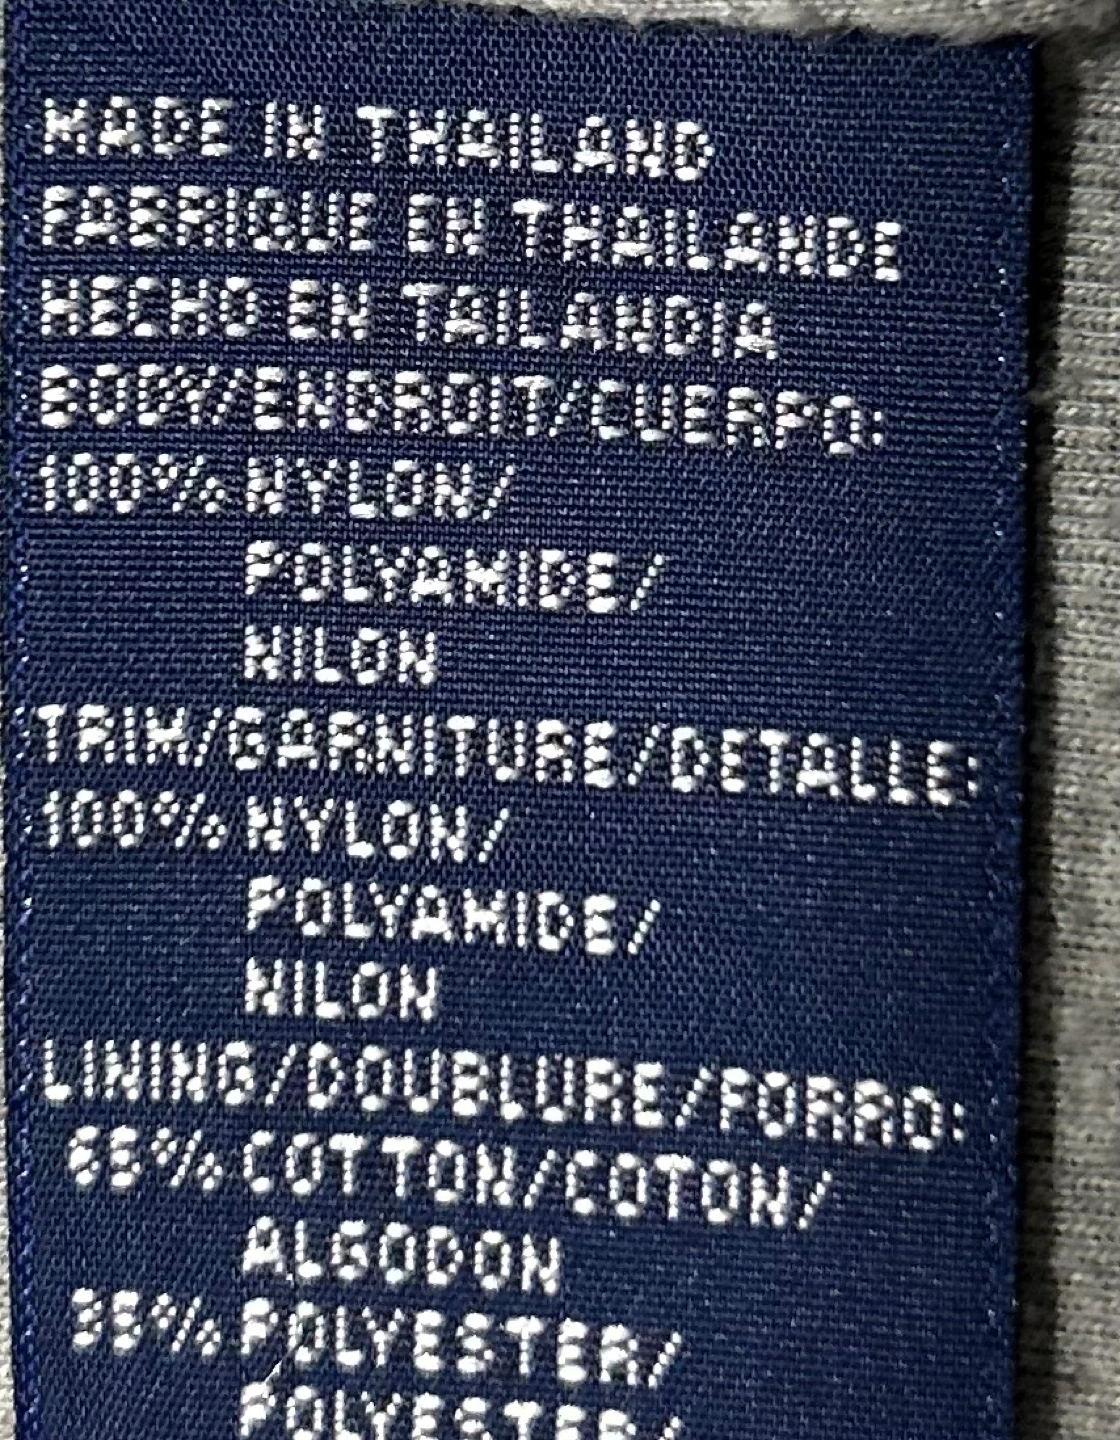 MADE IN THAILAND
FABRIQUE EN THAILANDE
HECHO EN TAILANDIA
BODY/ENDROIT/CUERPO:
100% NYLON/
POLYAMIDE/
NILON
TRIM/GARNITURE/DETALLE:
100% NYLON/
POLYAMIDE/
NILON
LINING/DOUBLURE/FORRO:
65% COTTON/COTON/
ALGODON
35% POLYESTER/
POLYESTER/